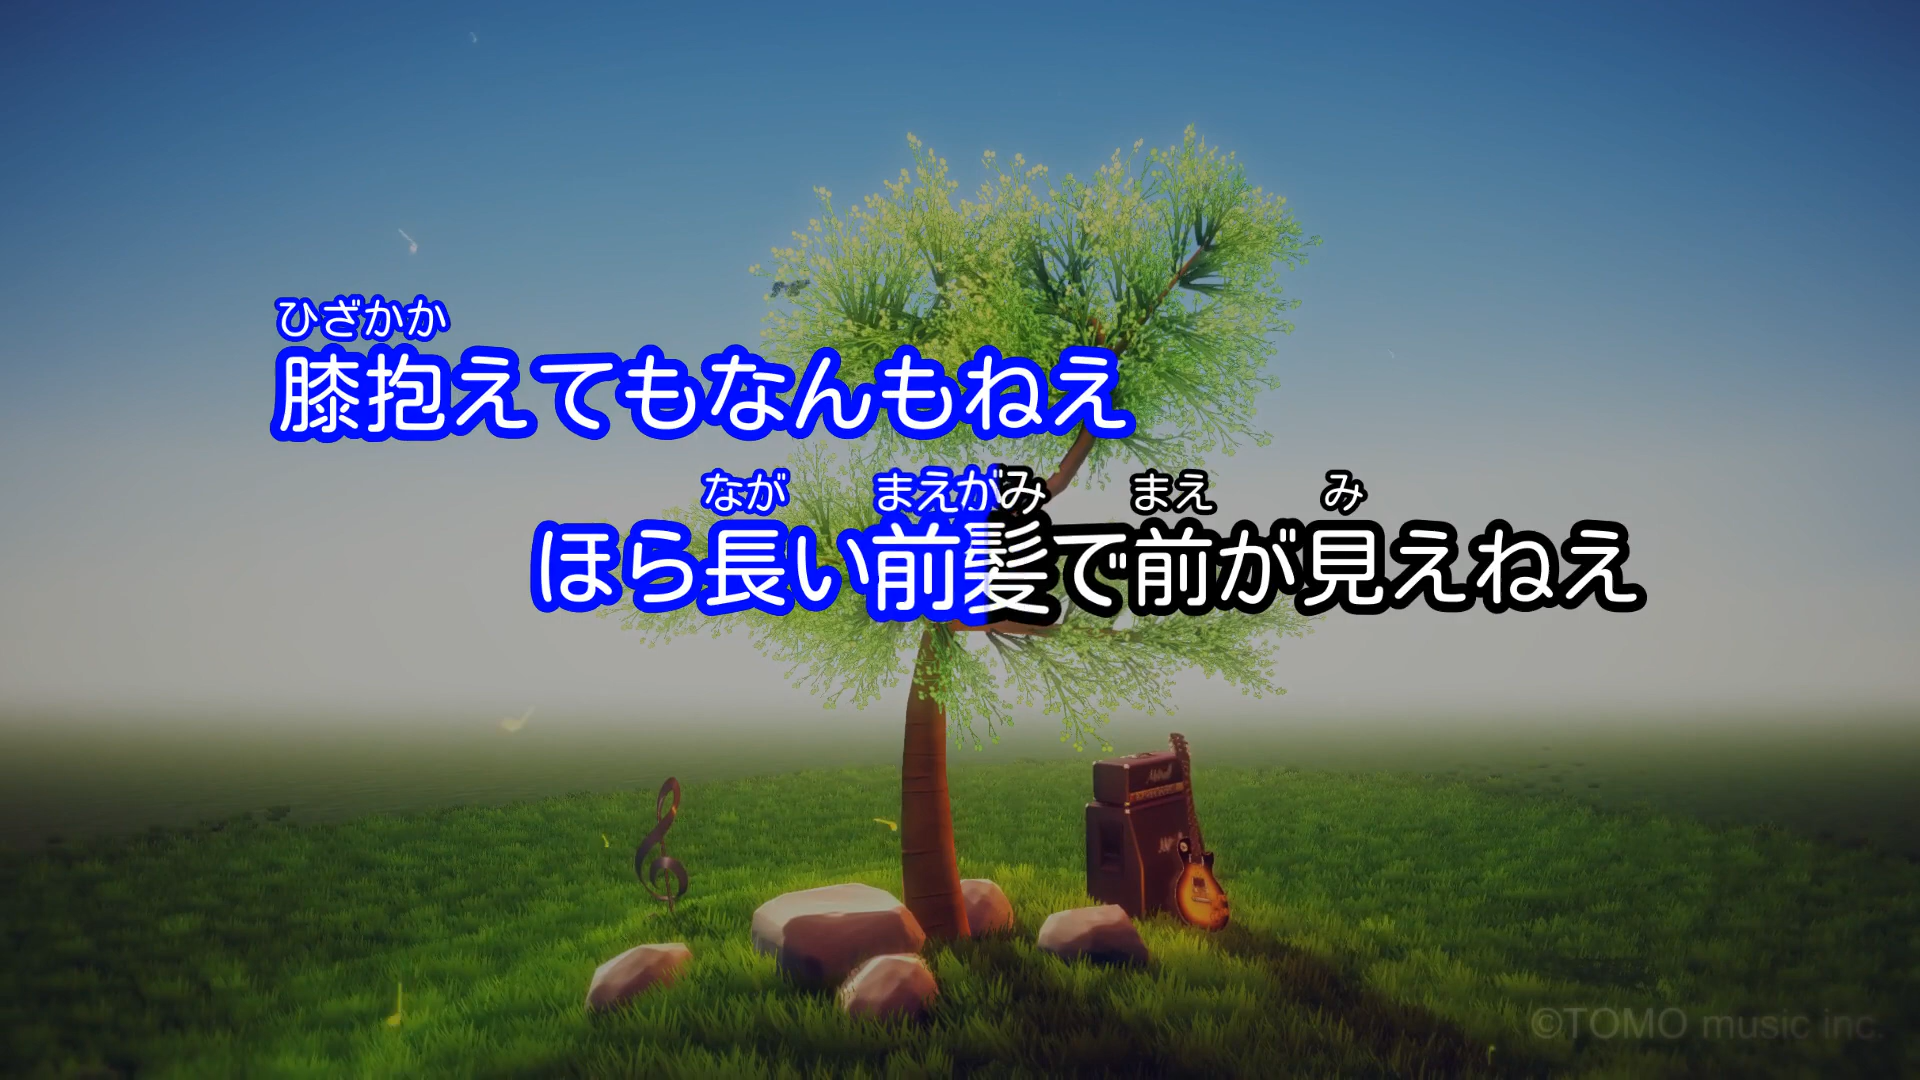 ひざかか
膝抱えてもなんもねえ
なが まえがみ まえ み
ほら長い前髪で前が見えねえ
Marshall
©TOMO music inc.